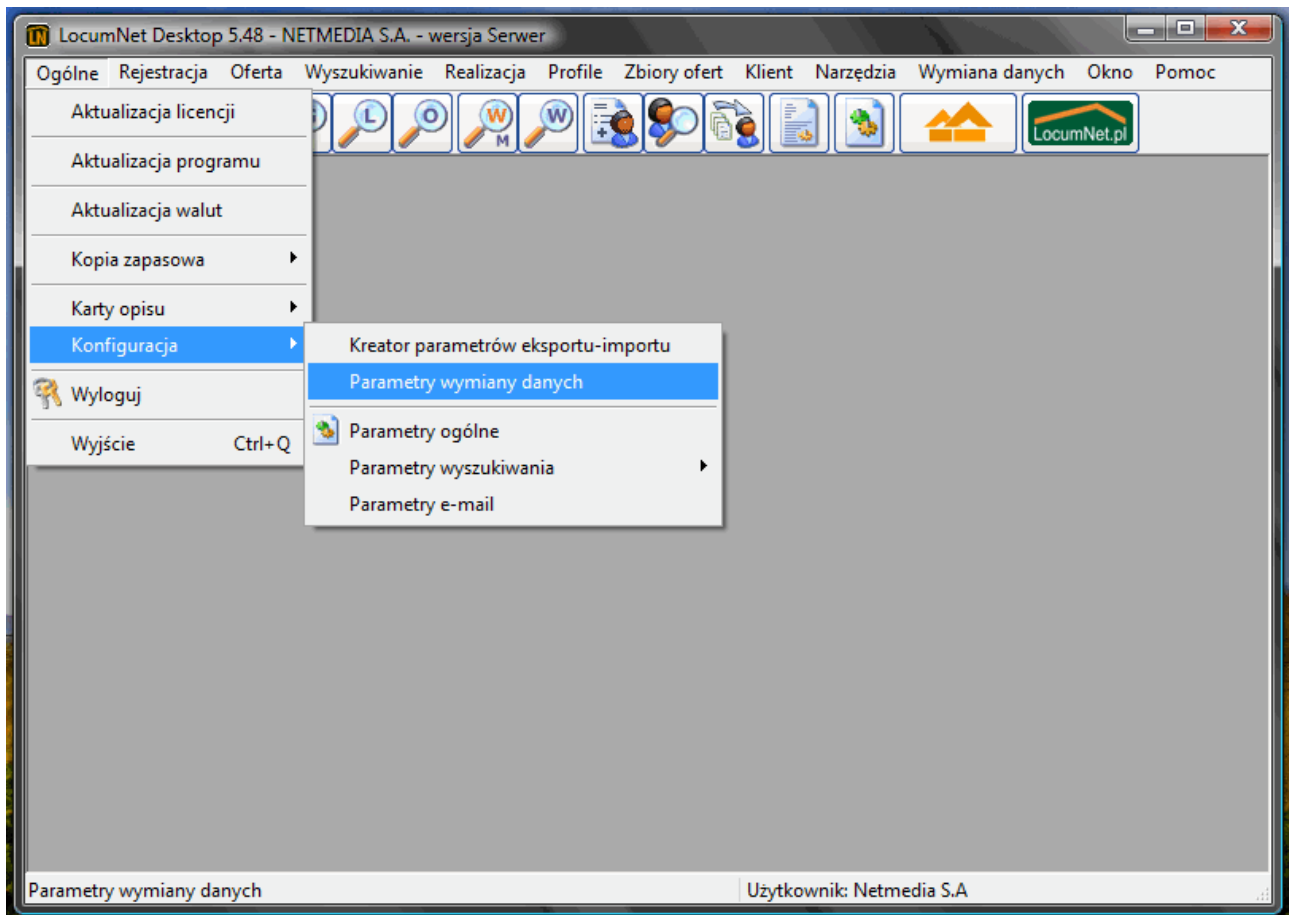 LocumNet Desktop 5.48 - NETMEDIA S.A. - wersja Serwer
Ogólne Rejestracja Oferta Wyszukiwanie Realizacja Profile Zbiory ofert Klient Narzędzia Wymiana danych Okno Pomoc
L O W M W LocumNet.pl
Aktualizacja licencji
Aktualizacja programu
Aktualizacja walut
Kopia zapasowa
Karty opisu
Konfiguracja
Wyloguj
Wyjście Ctrl+Q
Kreator parametrów eksportu-importu
Parametry wymiany danych
Parametry ogólne
Parametry wyszukiwania
Parametry e-mail
Parametry wymiany danych Użytkownik: Netmedia S.A